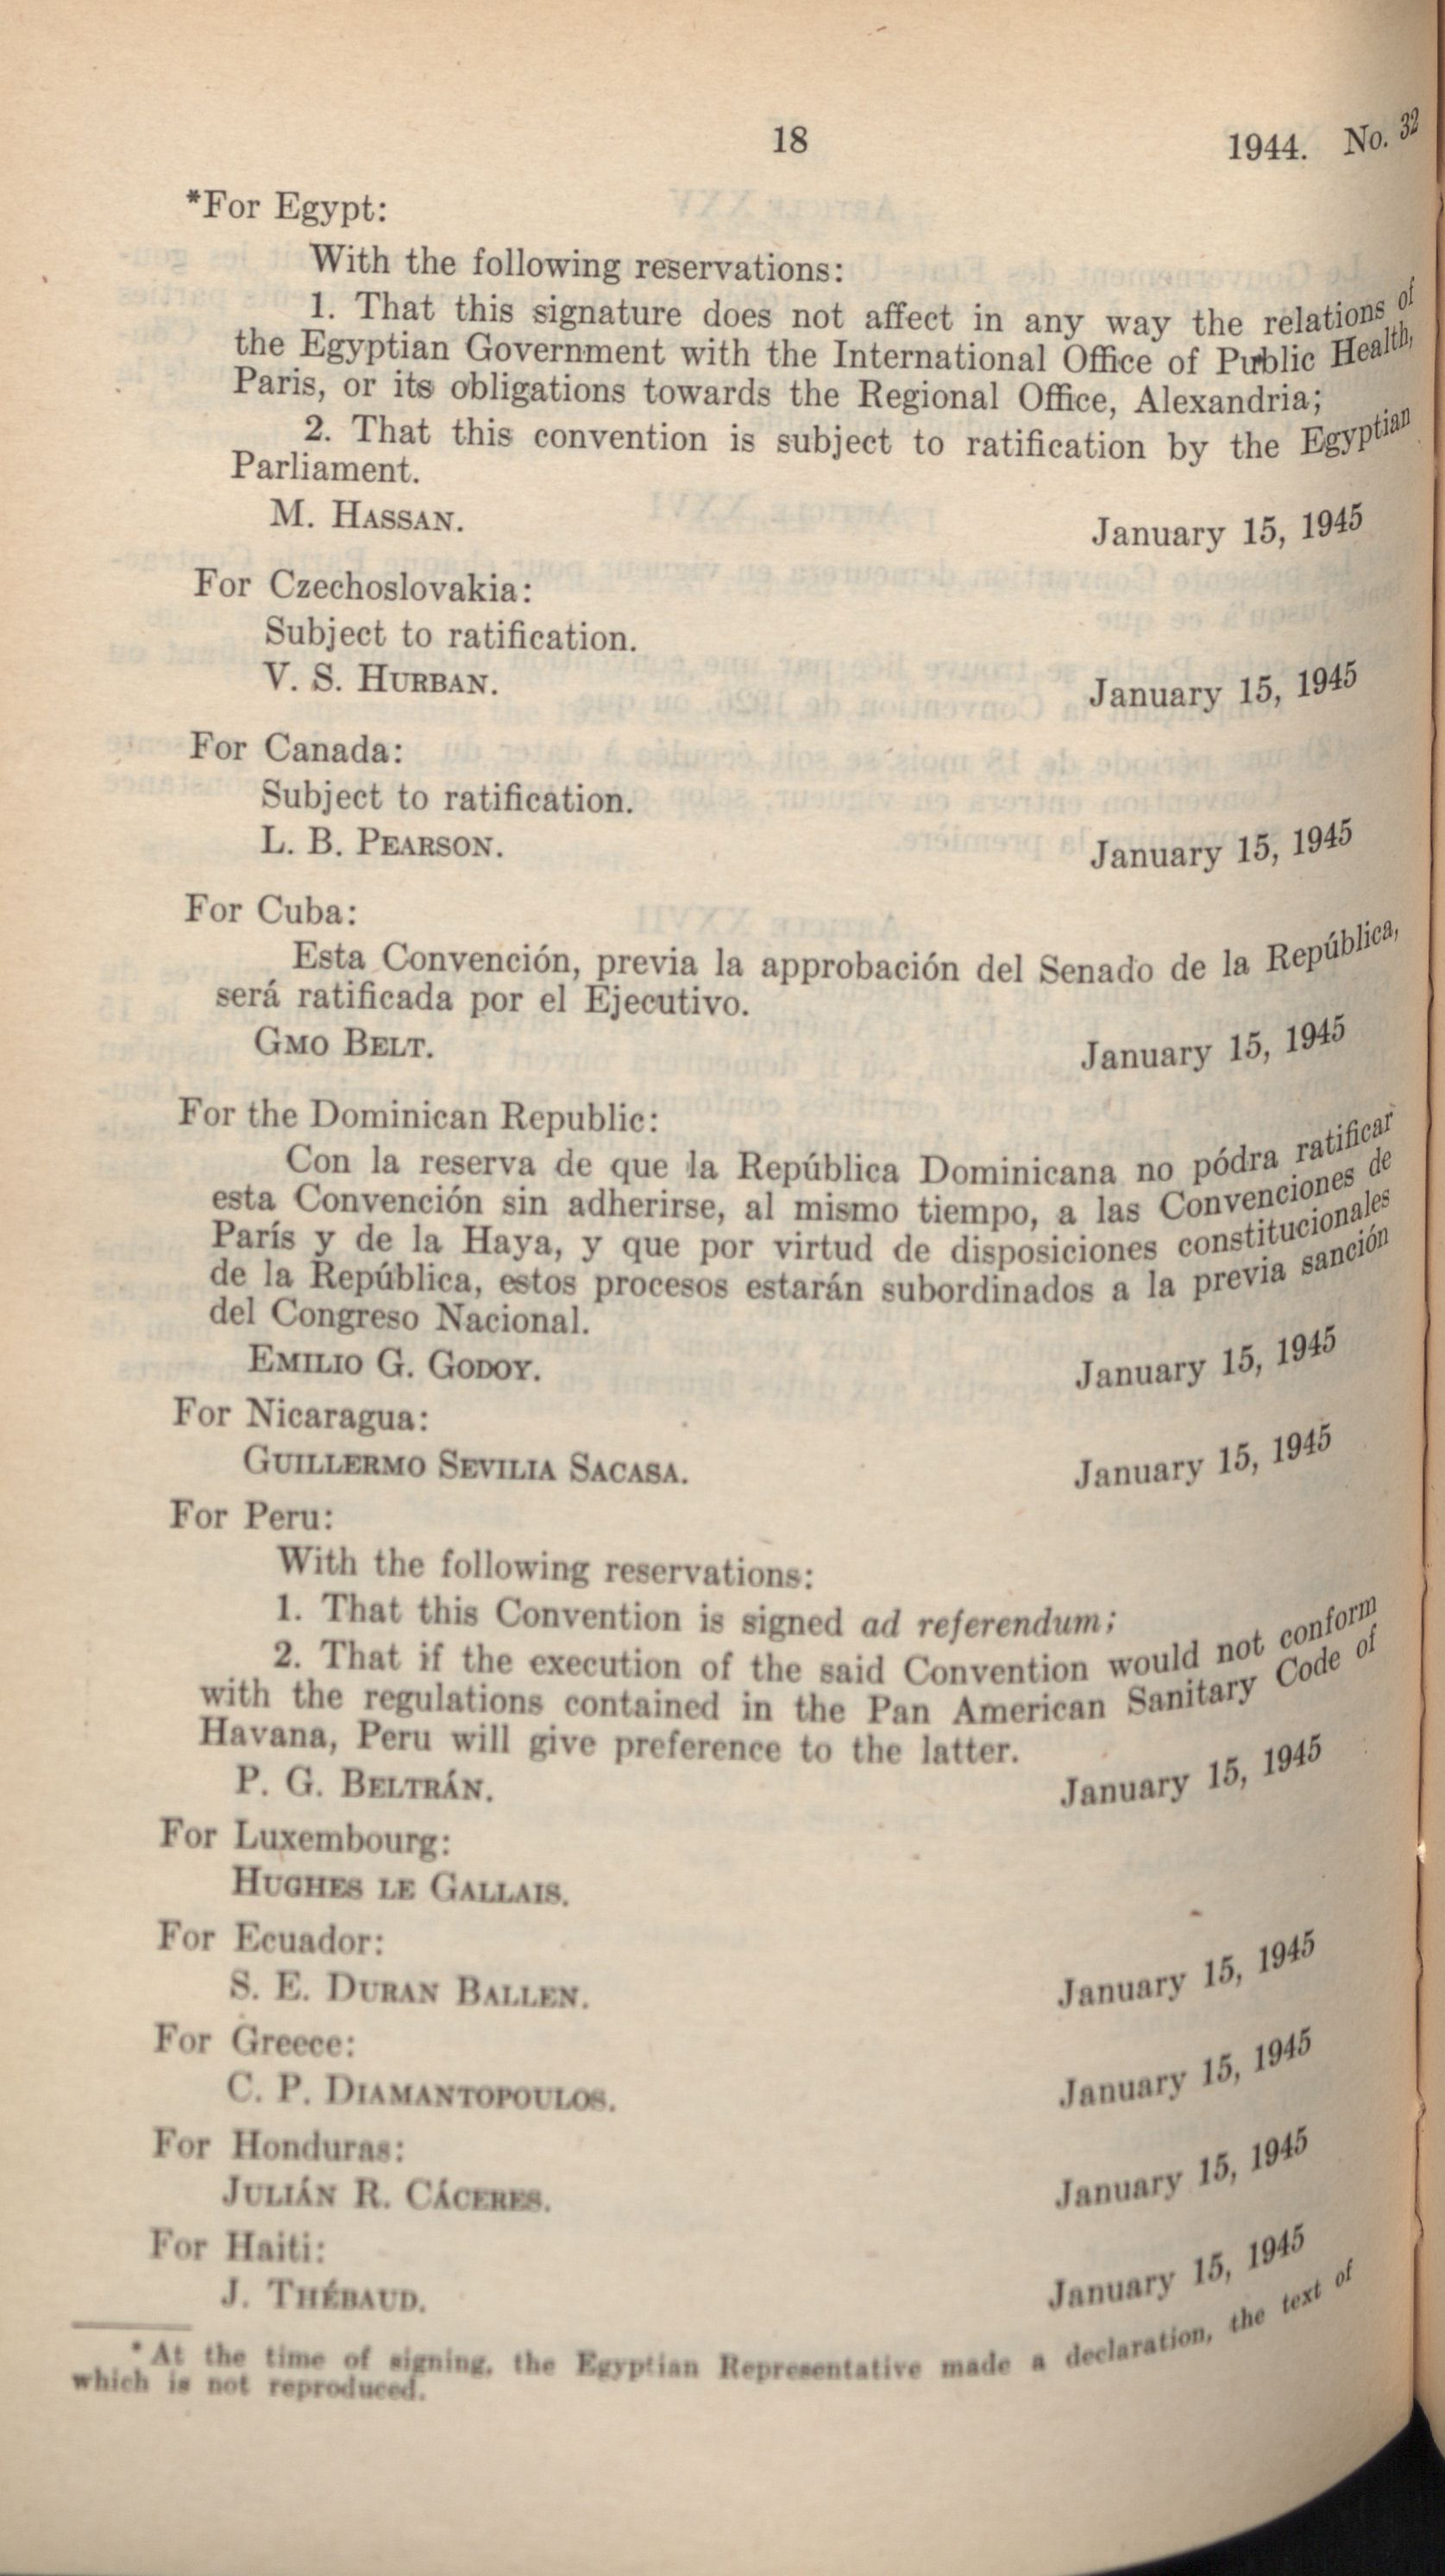 18
1944. No. 32
*For Egypt:
With the following reservations:
1. That this signature does not affect in any way the relations of
the Egyptian Government with the International Office of Public Health,
Paris, or its obligations towards the Regional Office, Alexandria;
2. That this convention is subject to ratification by the Egyptian
Parliament.
M. HASSAN. January 15, 1945
For Czechoslovakia:
Subject to ratification.
V. S. HURBAN. January 15, 1945
For Canada:
Subject to ratification.
L. B. PEARSON. January 15, 1945
For Cuba:
Esta Convención, previa la approbación del Senado de la República,
será ratificada por el Ejecutivo.
GMO BELT. January 15, 1945
For the Dominican Republic:
Con la reserva de que la República Dominicana no pódra ratificar
esta Convención sin adherirse, al mismo tiempo, a las Convenciones de
París y de la Haya, y que por virtud de disposiciones constitucionales
de la República, estos procesos estarán subordinados a la previa sanción
del Congreso Nacional.
EMILIO G. GODOY. January 15, 1945
For Nicaragua:
GUILLERMO SEVILIA SACASA. January 15, 1945
For Peru:
With the following reservations:
1. That this Convention is signed ad referendum;
2. That if the execution of the said Convention would not conform
with the regulations contained in the Pan American Sanitary Code of
Havana, Peru will give preference to the latter.
P. G. BELTRÁN. January 15, 1945
For Luxembourg:
HUGHES LE GALLAIS.
For Ecuador:
S. E. DURAN BALLEN. January 15, 1945
For Greece:
C. P. DIAMANTOPOULOS. January 15, 1945
For Honduras:
JULIÁN R. CÁCERES. January 15, 1945
For Haiti:
J. THÉBAUD. January 15, 1945
*At the time of signing, the Egyptian Representative made a declaration, the text of
which is not reproduced.